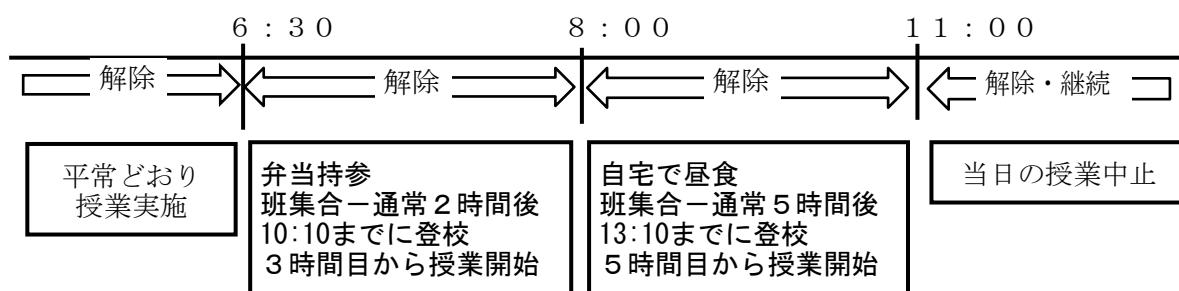 ６：３０
８：００
１１：００
解除
解除
解除
解除・継続
平常どおり
授業実施
弁当持参
班集合－通常２時間後
10:10までに登校
３時間目から授業開始
自宅で昼食
班集合－通常５時間後
13:10までに登校
５時間目から授業開始
当日の授業中止